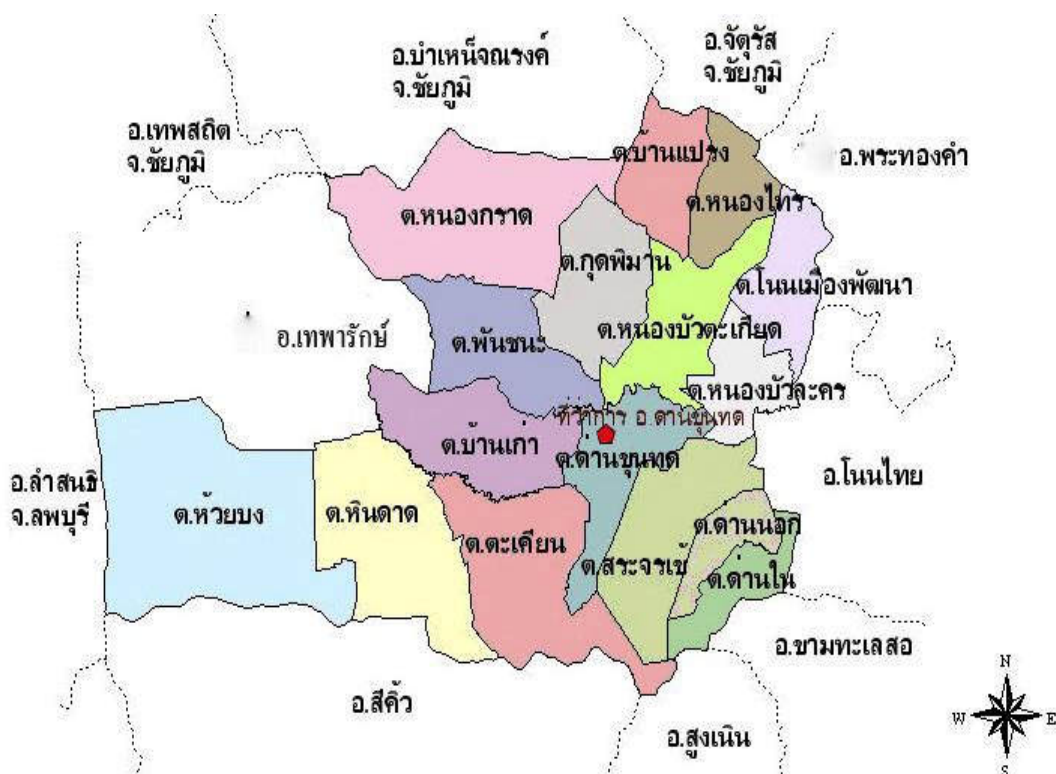 อ.บำเหน็จณรงค์
จ.ชัยภูมิ
อ.จัตุรัส
จ.ชัยภูมิ
อ.เทพสถิต
จ.ชัยภูมิ
ต.บ้านแปรง
อ.พระทองคำ
ต.หนองกราด
ต.หนองไทร
ต.กุดพิมาน
ต.โนนเมืองพัฒนา
อ.เทพารักษ์
ต.พันชนะ
ต.หนองบัวตะเกียด
ต.หนองบัวละคร
ที่ว่าการ อ.ด่านขุนทด
ต.บ้านเก่า
ต.ด่านขุนทด
อ.ลำสนธิ
จ.ลพบุรี
อ.โนนไทย
ต.ห้วยบง
ต.หินดาด
ต.ตะเคียน
ต.สระจรเข้
ต.ด่านนอก
ต.ด่านใน
อ.ขามทะเลสอ
อ.สีคิ้ว
อ.สูงเนิน
N
W
E
S